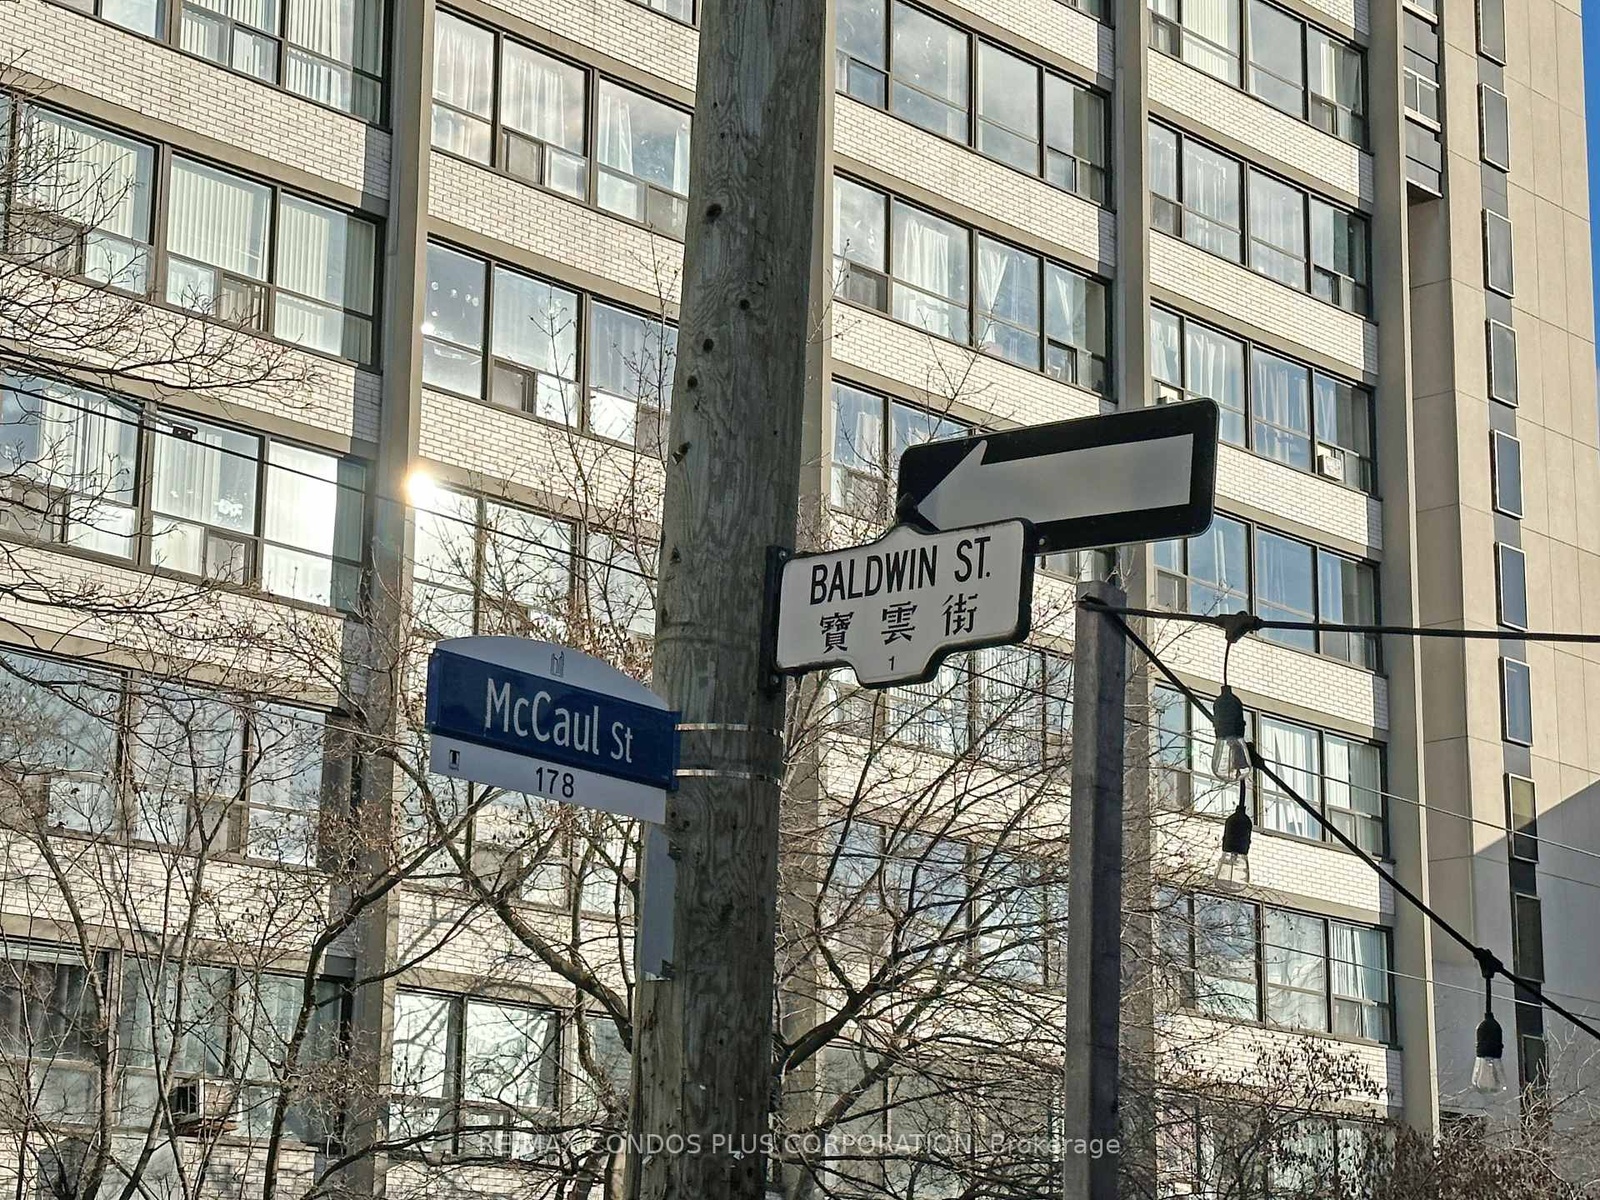 BALDWIN ST.
寶雲街
1
McCaul St
178
RE/MAX CONDOS PLUS CORPORATION, Brokerage